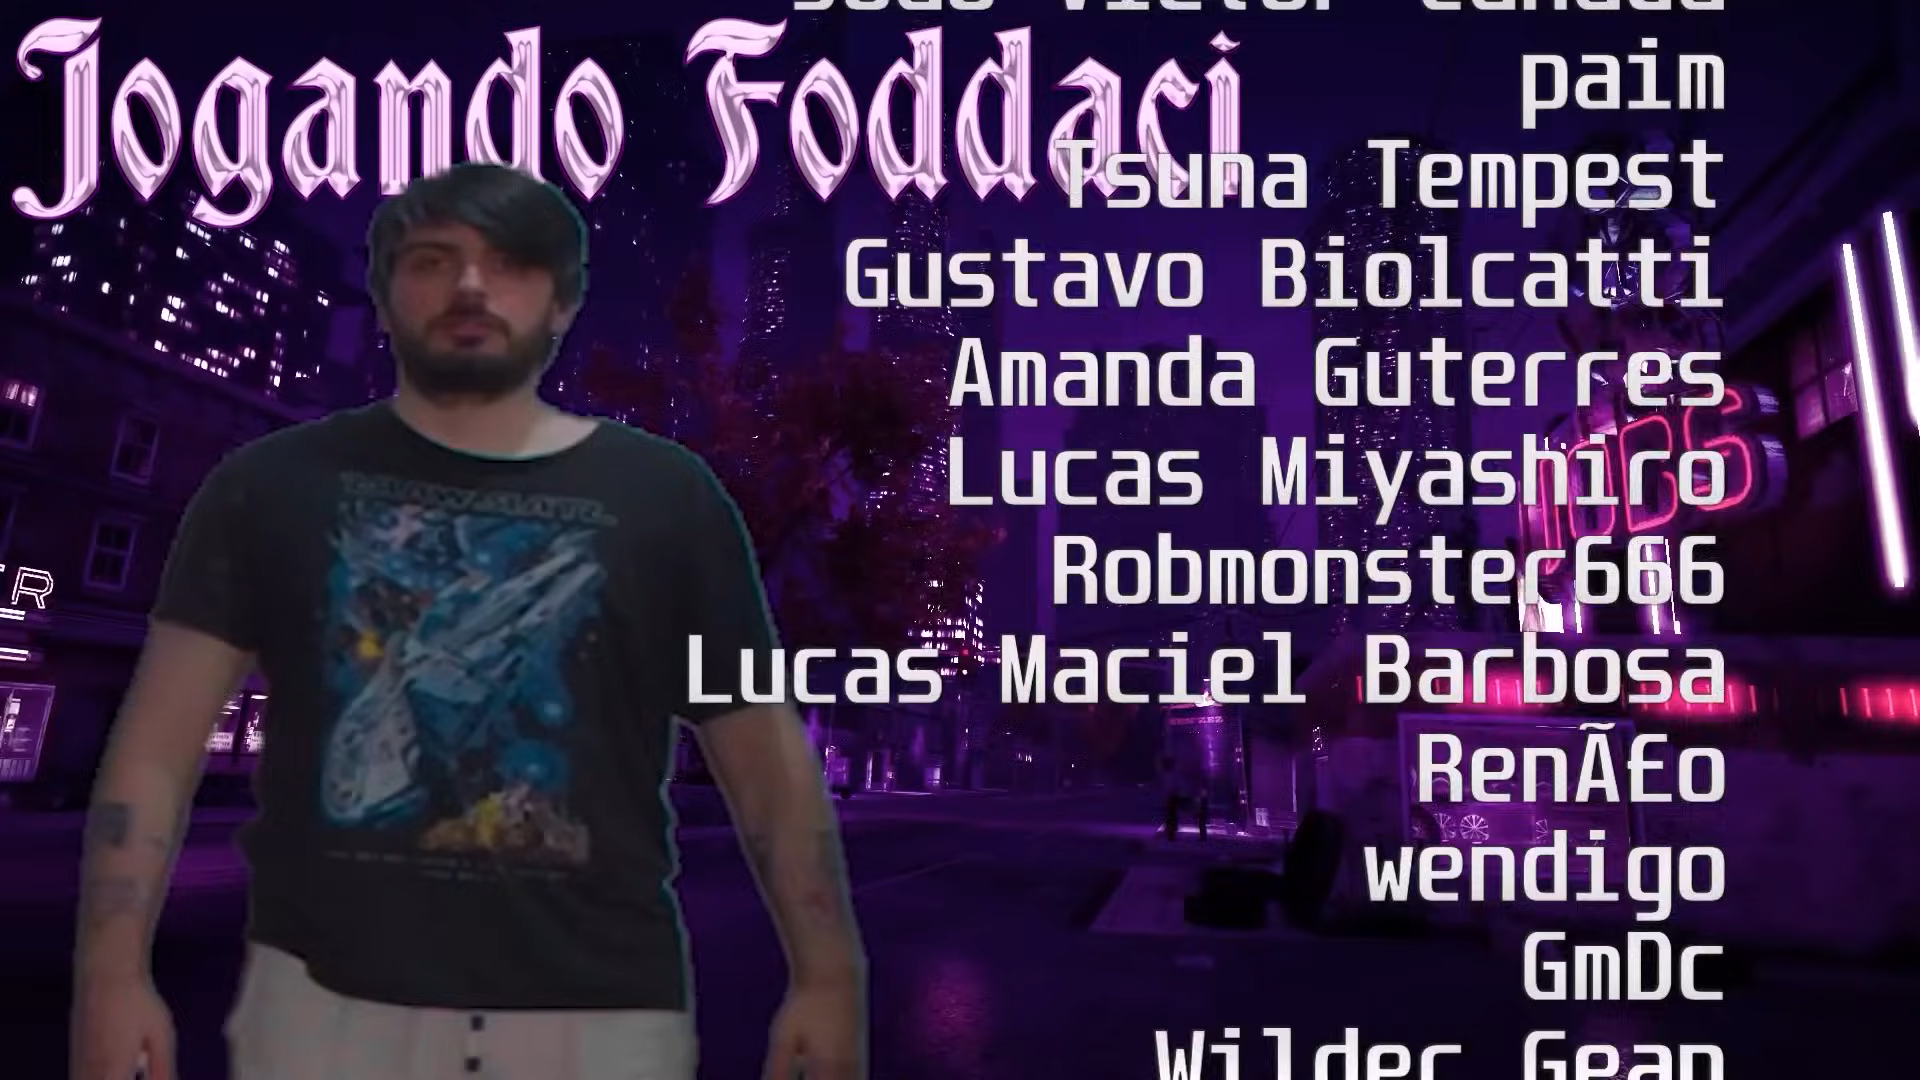 Jogando Foddaci
paim
Tsuna Tempest
Gustavo Biolcatti
Amanda Guterres
Lucas Miyashiro
Robmonster666
Lucas Maciel Barbosa
RenÃ£o
wendigo
GmDc